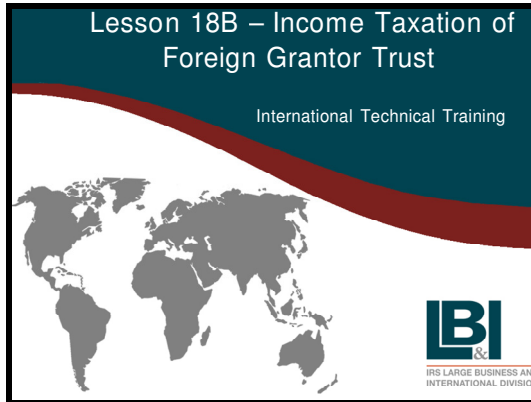 Lesson 18B – Income Taxation of
Foreign Grantor Trust
International Technical Training
LB&I
IRS LARGE BUSINESS AN
INTERNATIONAL DIVISIO